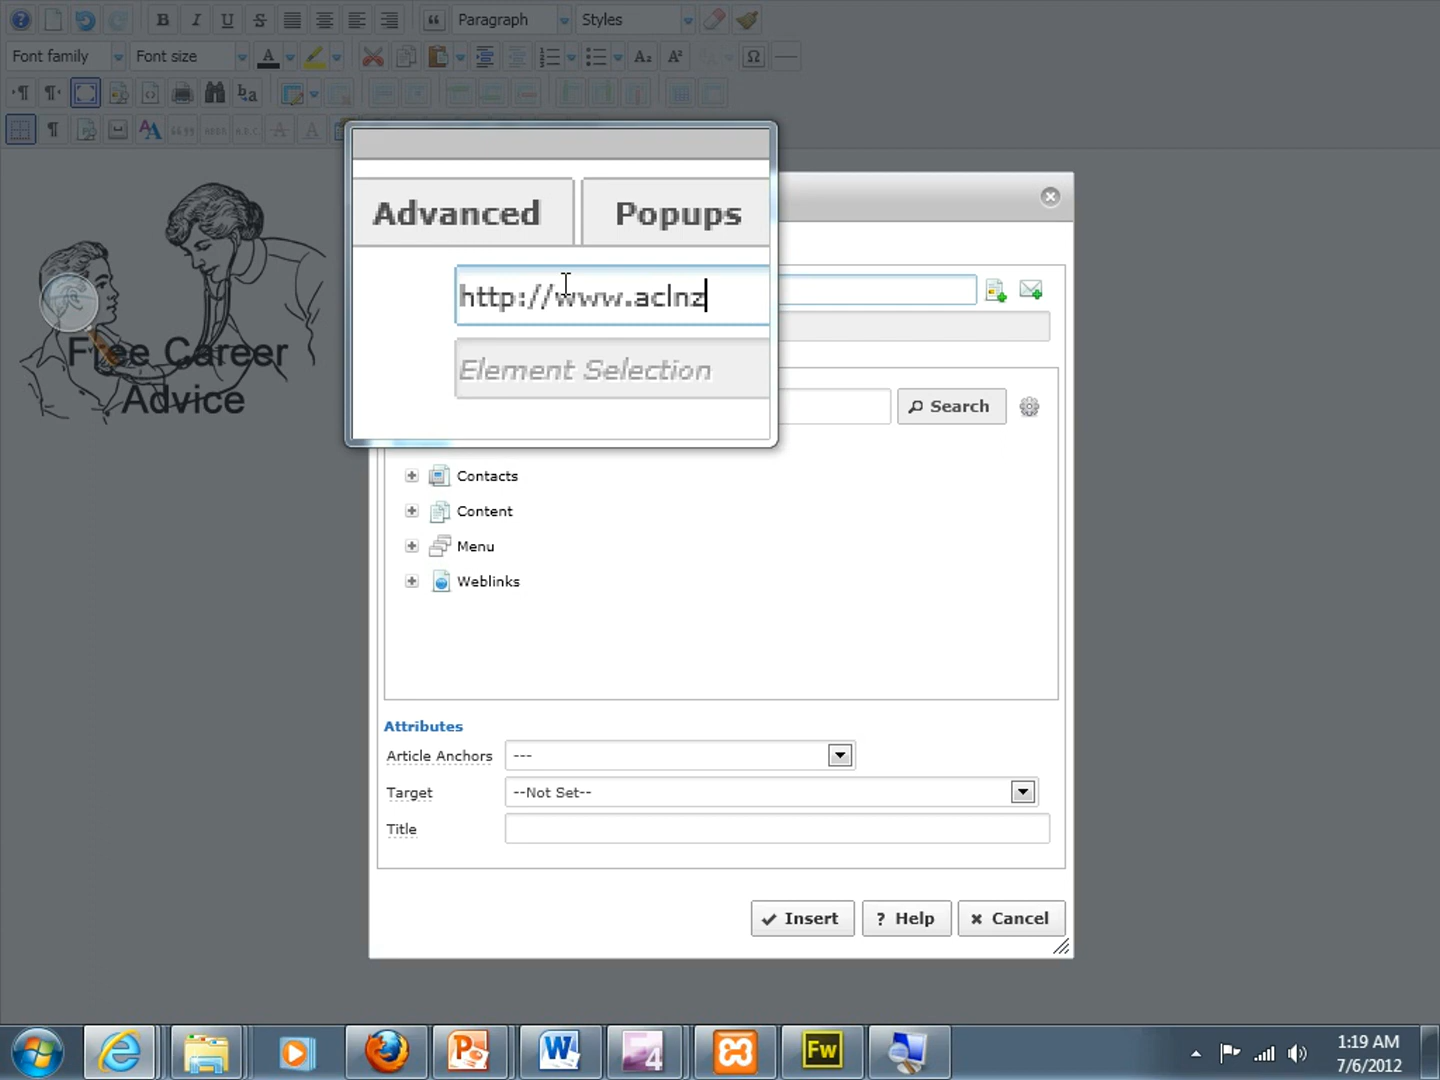 Paragraph
Styles
Font family
Font size
Advanced
Popups
http://www.aclnz
Element Selection
Free Career
Advice
Search
Contacts
Content
Menu
Weblinks
Attributes
Article Anchors
---
Target
--Not Set--
Title
Insert
? Help
Cancel
Fw
1:19 AM
7/6/2012